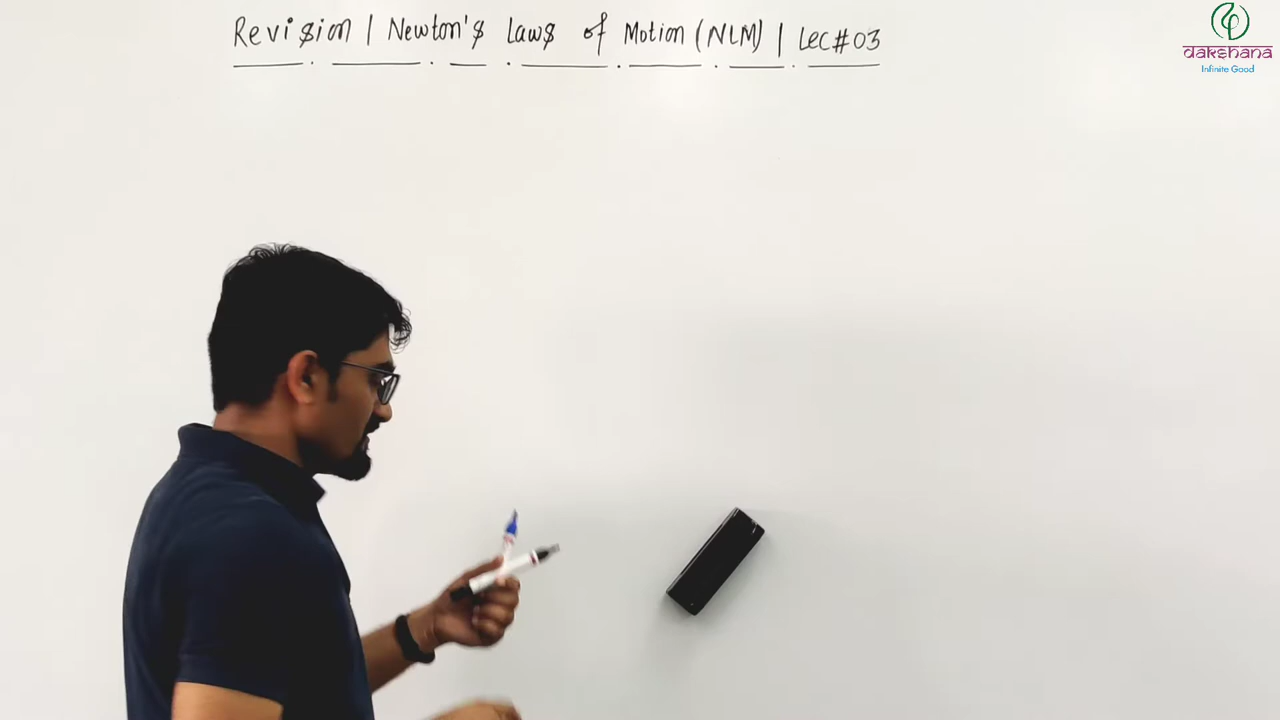 Revision | Newton's Laws of Motion (NLM) | Lec#03
dakshana
Infinite Good